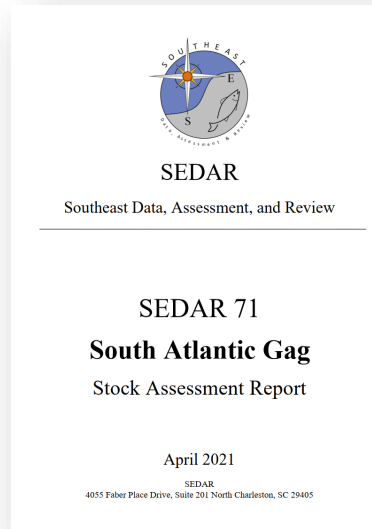 SOUTHEAST
E
S
Data, Assessment & Review
SEDAR
Southeast Data, Assessment, and Review
SEDAR 71
South Atlantic Gag
Stock Assessment Report
April 2021
SEDAR
4055 Faber Place Drive, Suite 201 North Charleston, SC 29405